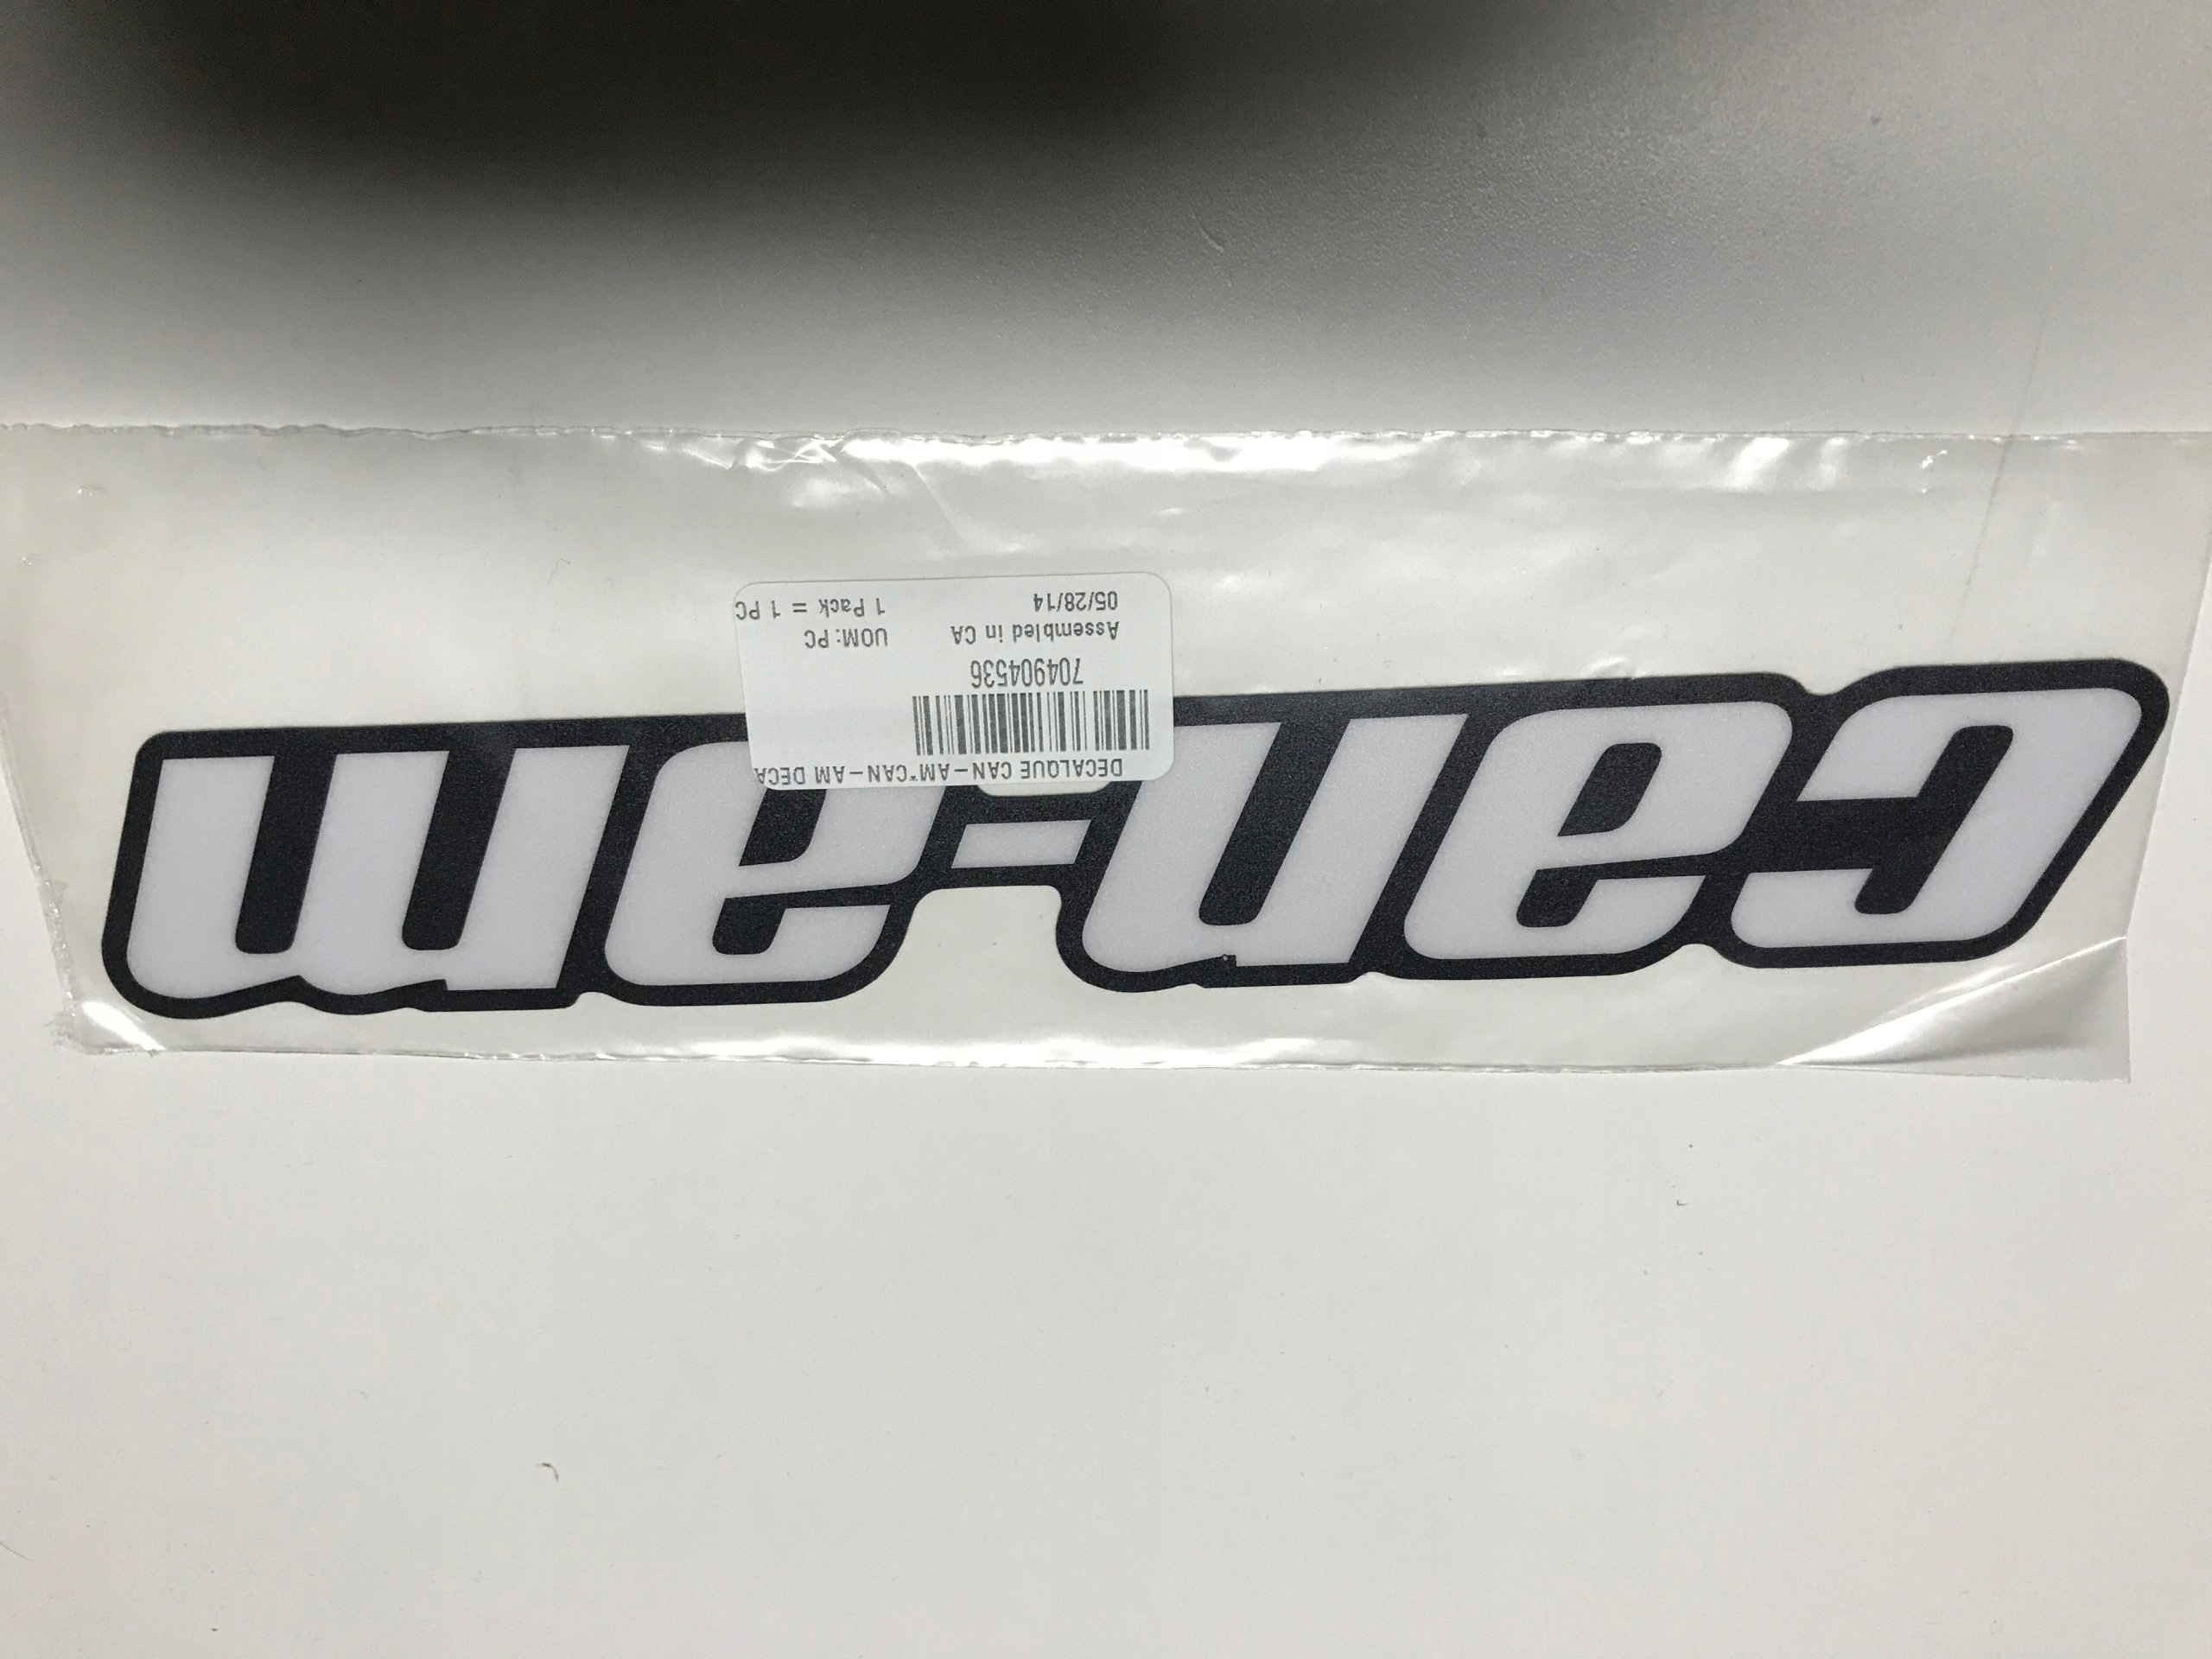 can-am
DECALQUE CAN-AM*CAN-AM DECA
704904536
Assembled in CA UOM: PC
05/28/14 1 Pack = 1 PC